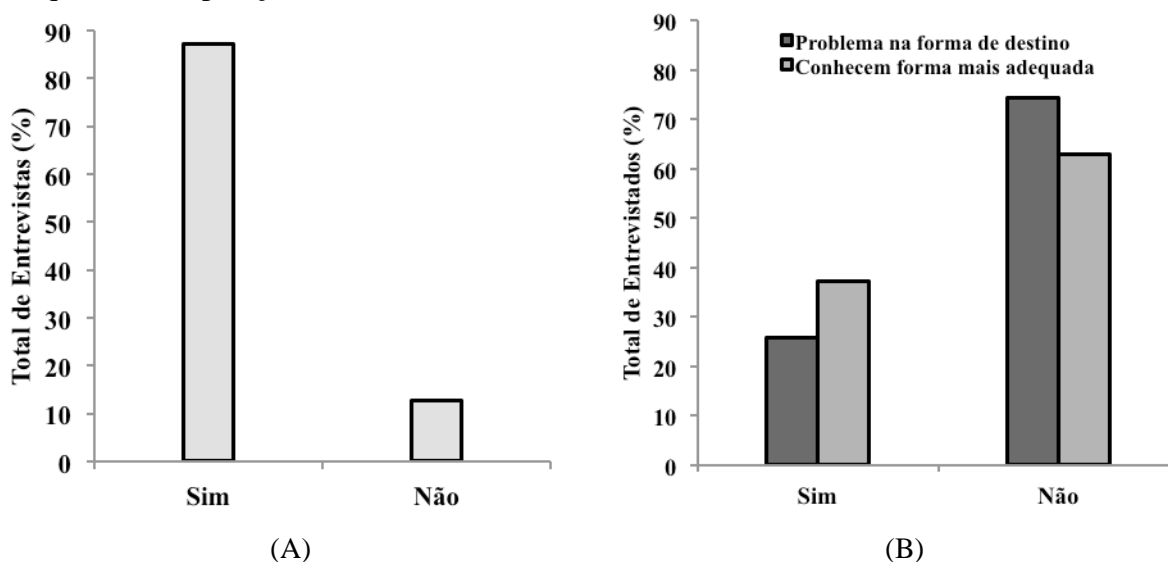 Total de Entrevistas (%)
90
80
70
60
50
40
30
20
10
0
Sim
Não
(A)
Total de Entrevistados (%)
90
80
70
60
50
40
30
20
10
0
Problema na forma de destino
Conhecem forma mais adequada
Sim
Não
(B)